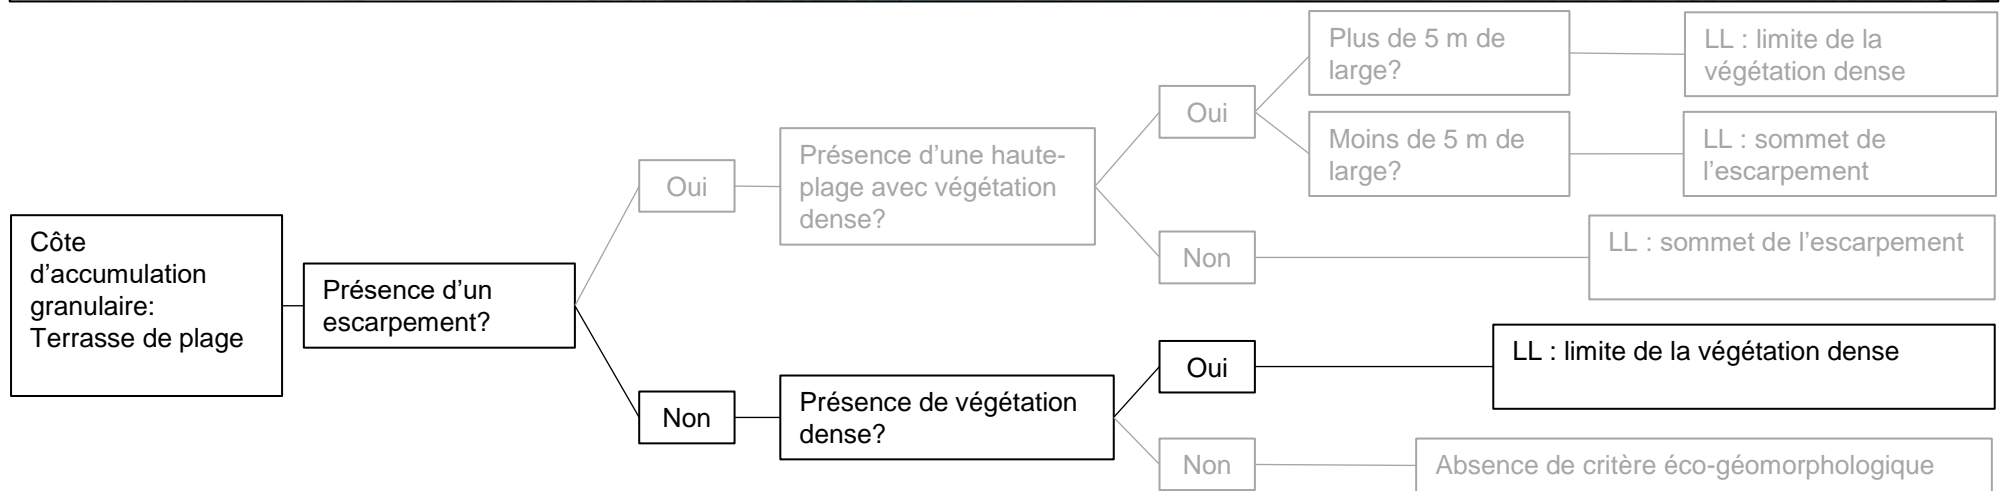 Côte
d’accumulation
granulaire:
Terrasse de plage
Présence d’un
escarpement?
Oui
Présence d’une haute-
plage avec végétation
dense?
Oui
Plus de 5 m de
large?
LL : limite de la
végétation dense
Moins de 5 m de
large?
LL : sommet de
l’escarpement
Non
LL : sommet de l’escarpement
Non
Présence de végétation
dense?
Oui
LL : limite de la végétation dense
Non
Absence de critère éco-géomorphologique